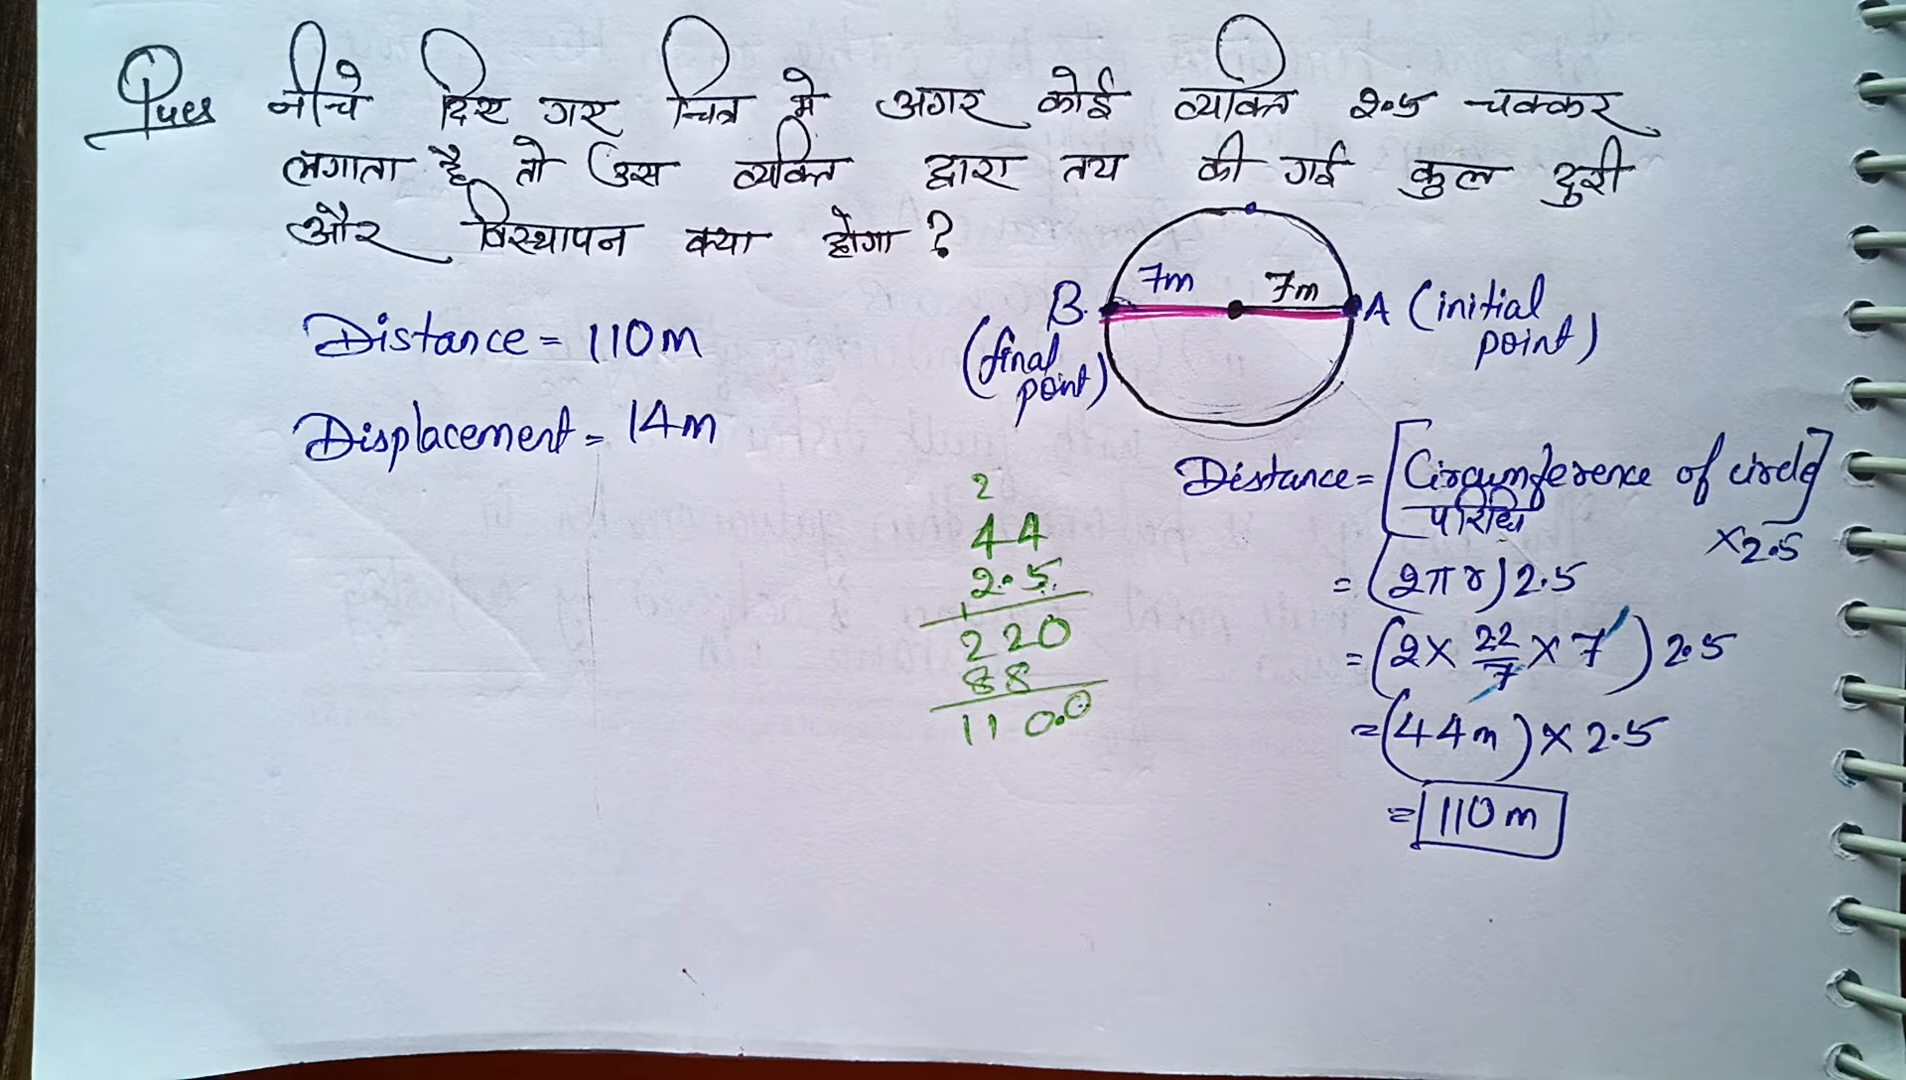 Ques नीचे दिए गए चित्र मे अगर कोई व्यक्ति 2.5 चक्कर
लगाता है तो उस व्यक्ति द्वारा तय की गई कुल दुरी
और विस्थापन क्या होगा ?
7m 7m
B A (initial point)
(final point)
Distance = 110m
Displacement = 14m
Distance = [Circumference of circle]
परिधि
×2.5
= (2πr) 2.5
= (2 × 22/7 × 7) 2.5
= (44m) × 2.5
= 110m
2
44
2.5
1
220
88
110.0